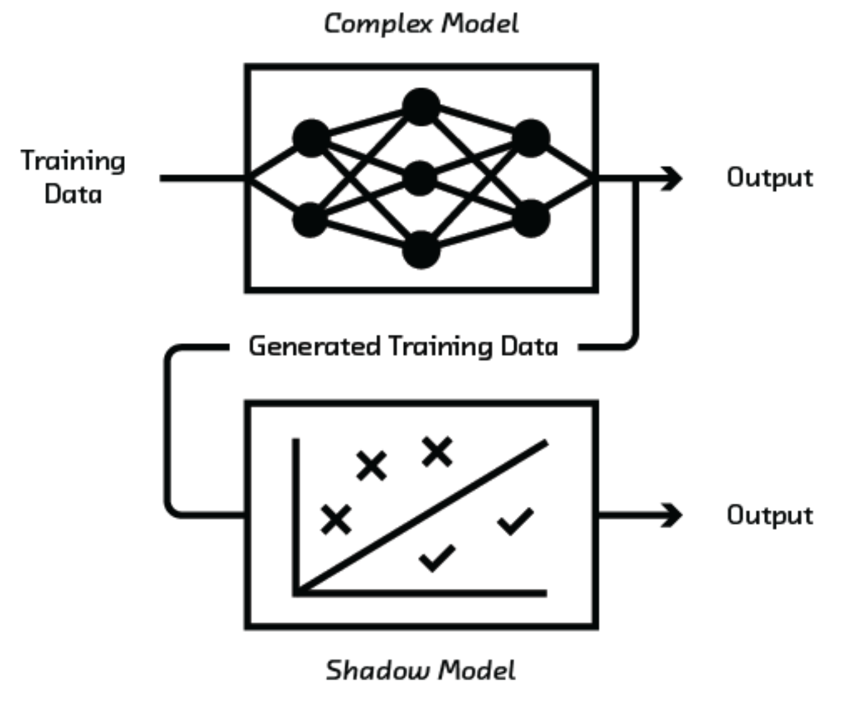 Complex Model
Training
Data
Output
Generated Training Data
Output
Shadow Model